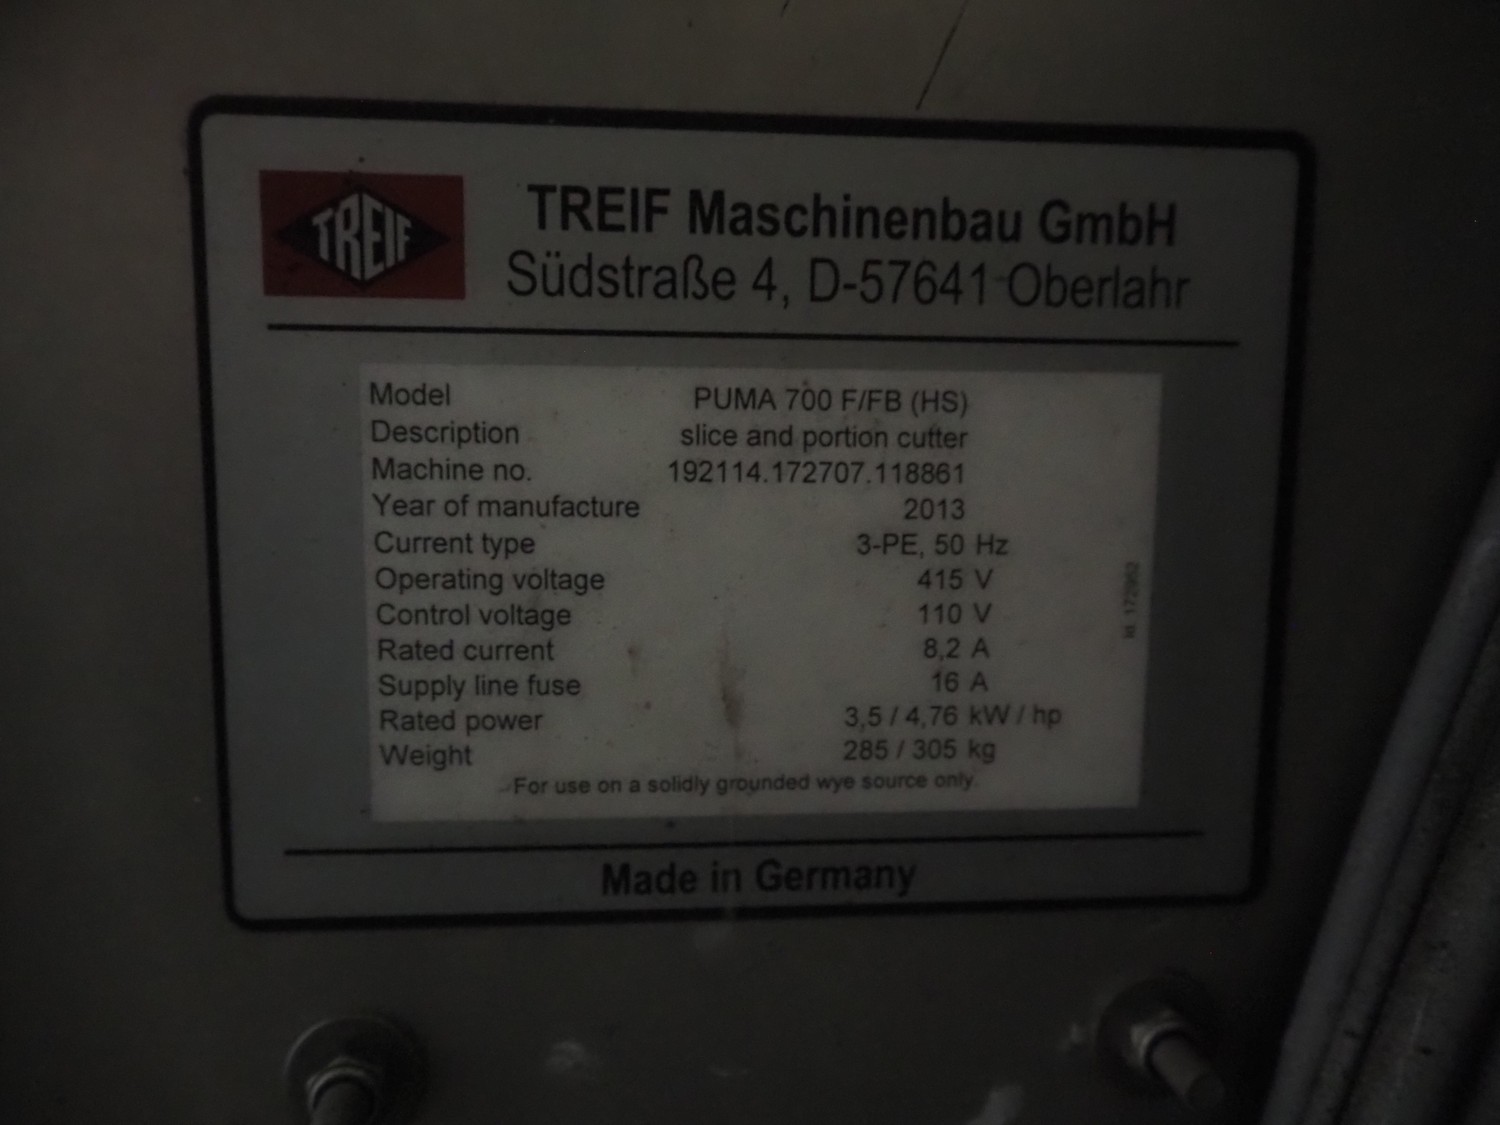 TREIF
TREIF Maschinenbau GmbH
Südstraße 4, D-57641 Oberlahr
Model PUMA 700 F/FB (HS)
Description slice and portion cutter
Machine no. 192114.172707.118861
Year of manufacture 2013
Current type 3-PE, 50 Hz
Operating voltage 415 V
Control voltage 110 V
Rated current 8,2 A
Supply line fuse 16 A
Rated power 3,5 / 4,76 kW / hp
Weight 285 / 305 kg
For use on a solidly grounded wye source only.
Id. 172952
Made in Germany